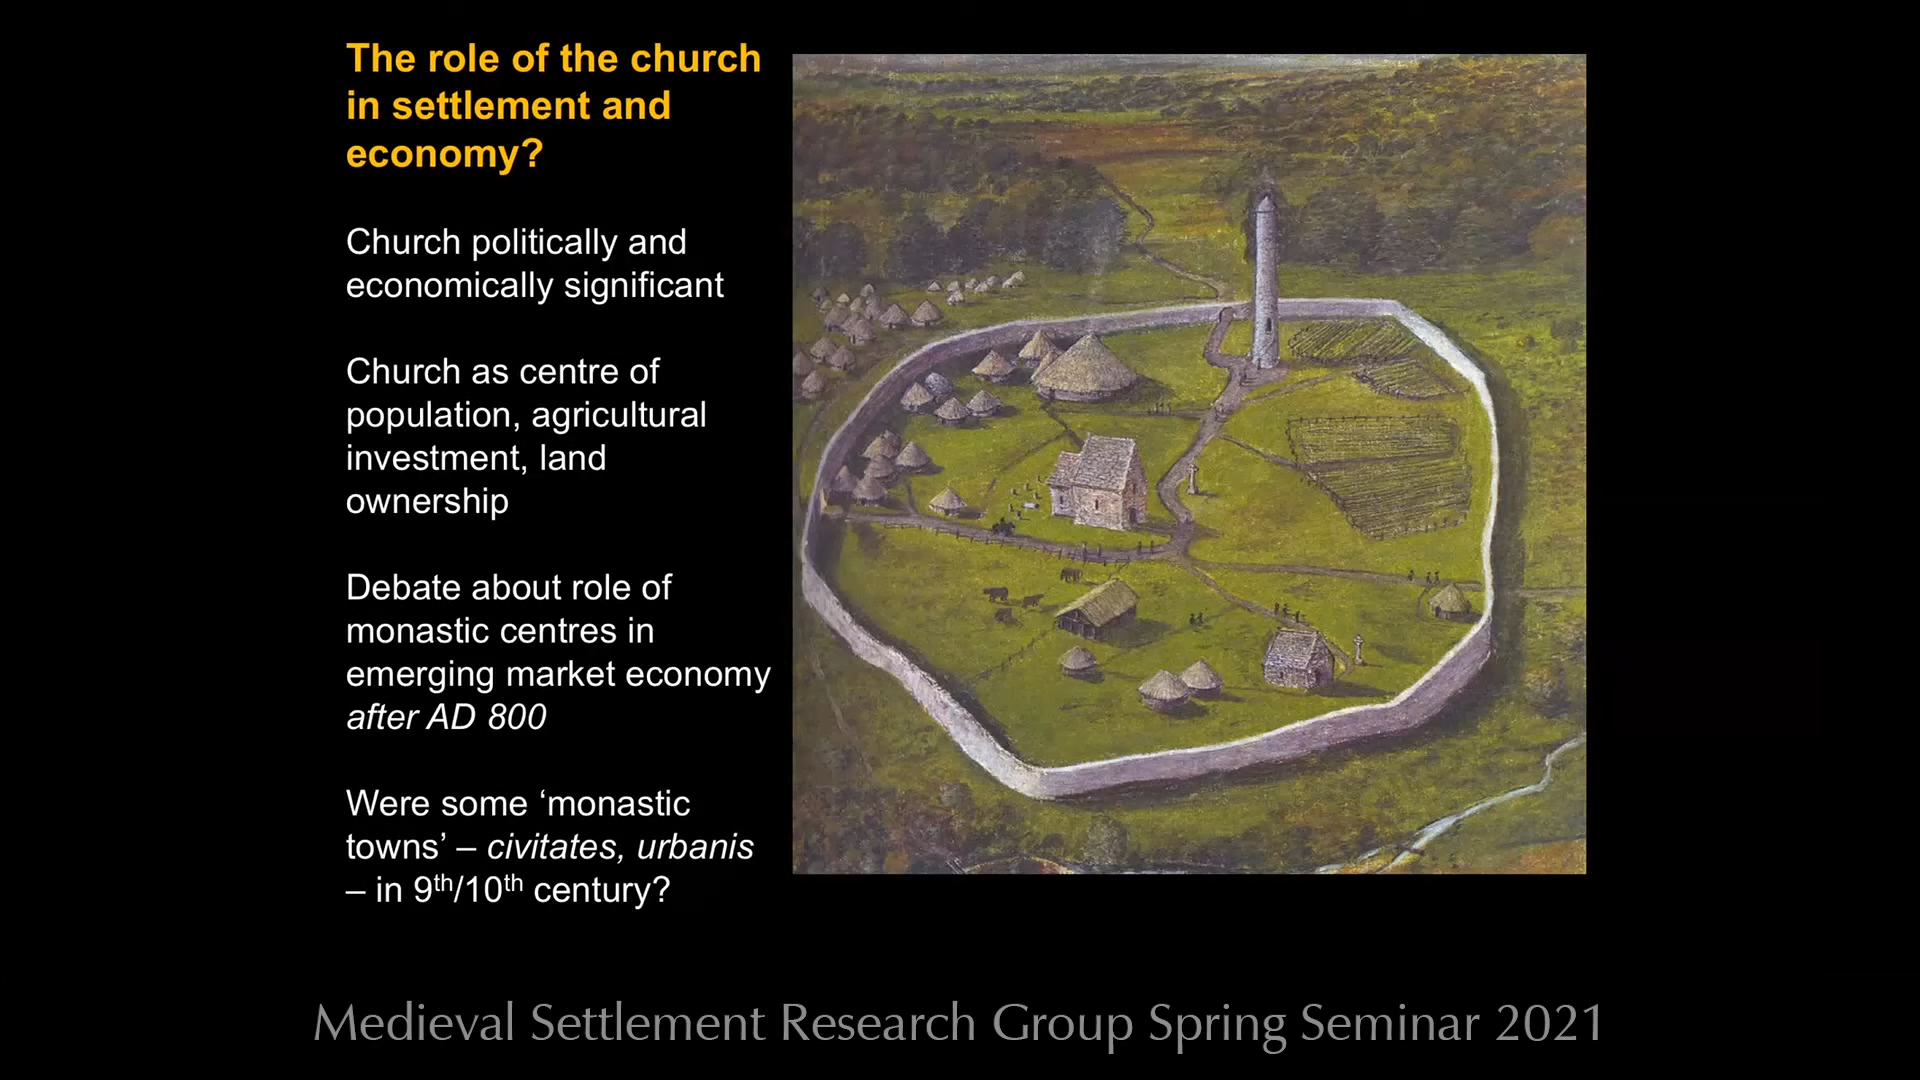 The role of the church
in settlement and
economy?
Church politically and
economically significant
Church as centre of
population, agricultural
investment, land
ownership
Debate about role of
monastic centres in
emerging market economy
after AD 800
Were some ‘monastic
towns’ – civitates, urbanis
– in 9th/10th century?
Medieval Settlement Research Group Spring Seminar 2021